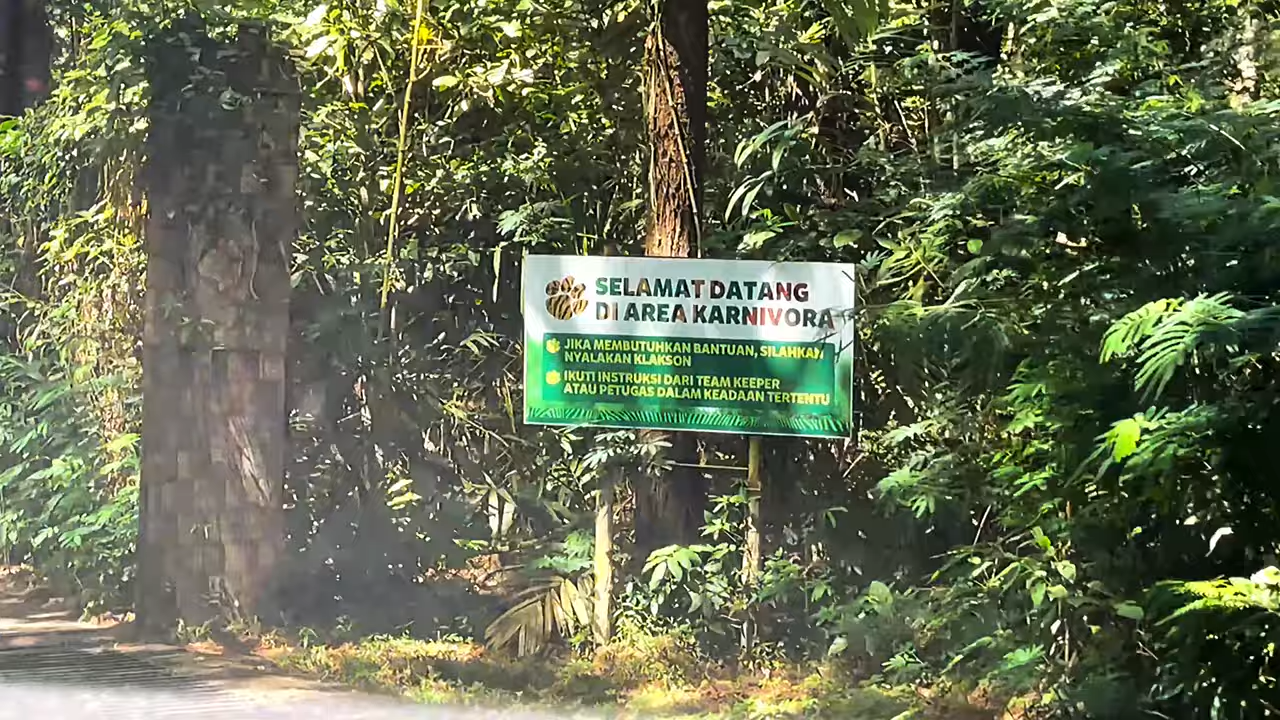 SELAMAT DATANG
DI AREA KARNIVORA
JIKA MEMBUTUHKAN BANTUAN, SILAHKAN
NYALAKAN KLAKSON
IKUTI INSTRUKSI DARI TEAM KEEPER
ATAU PETUGAS DALAM KEADAAN TERTENTU